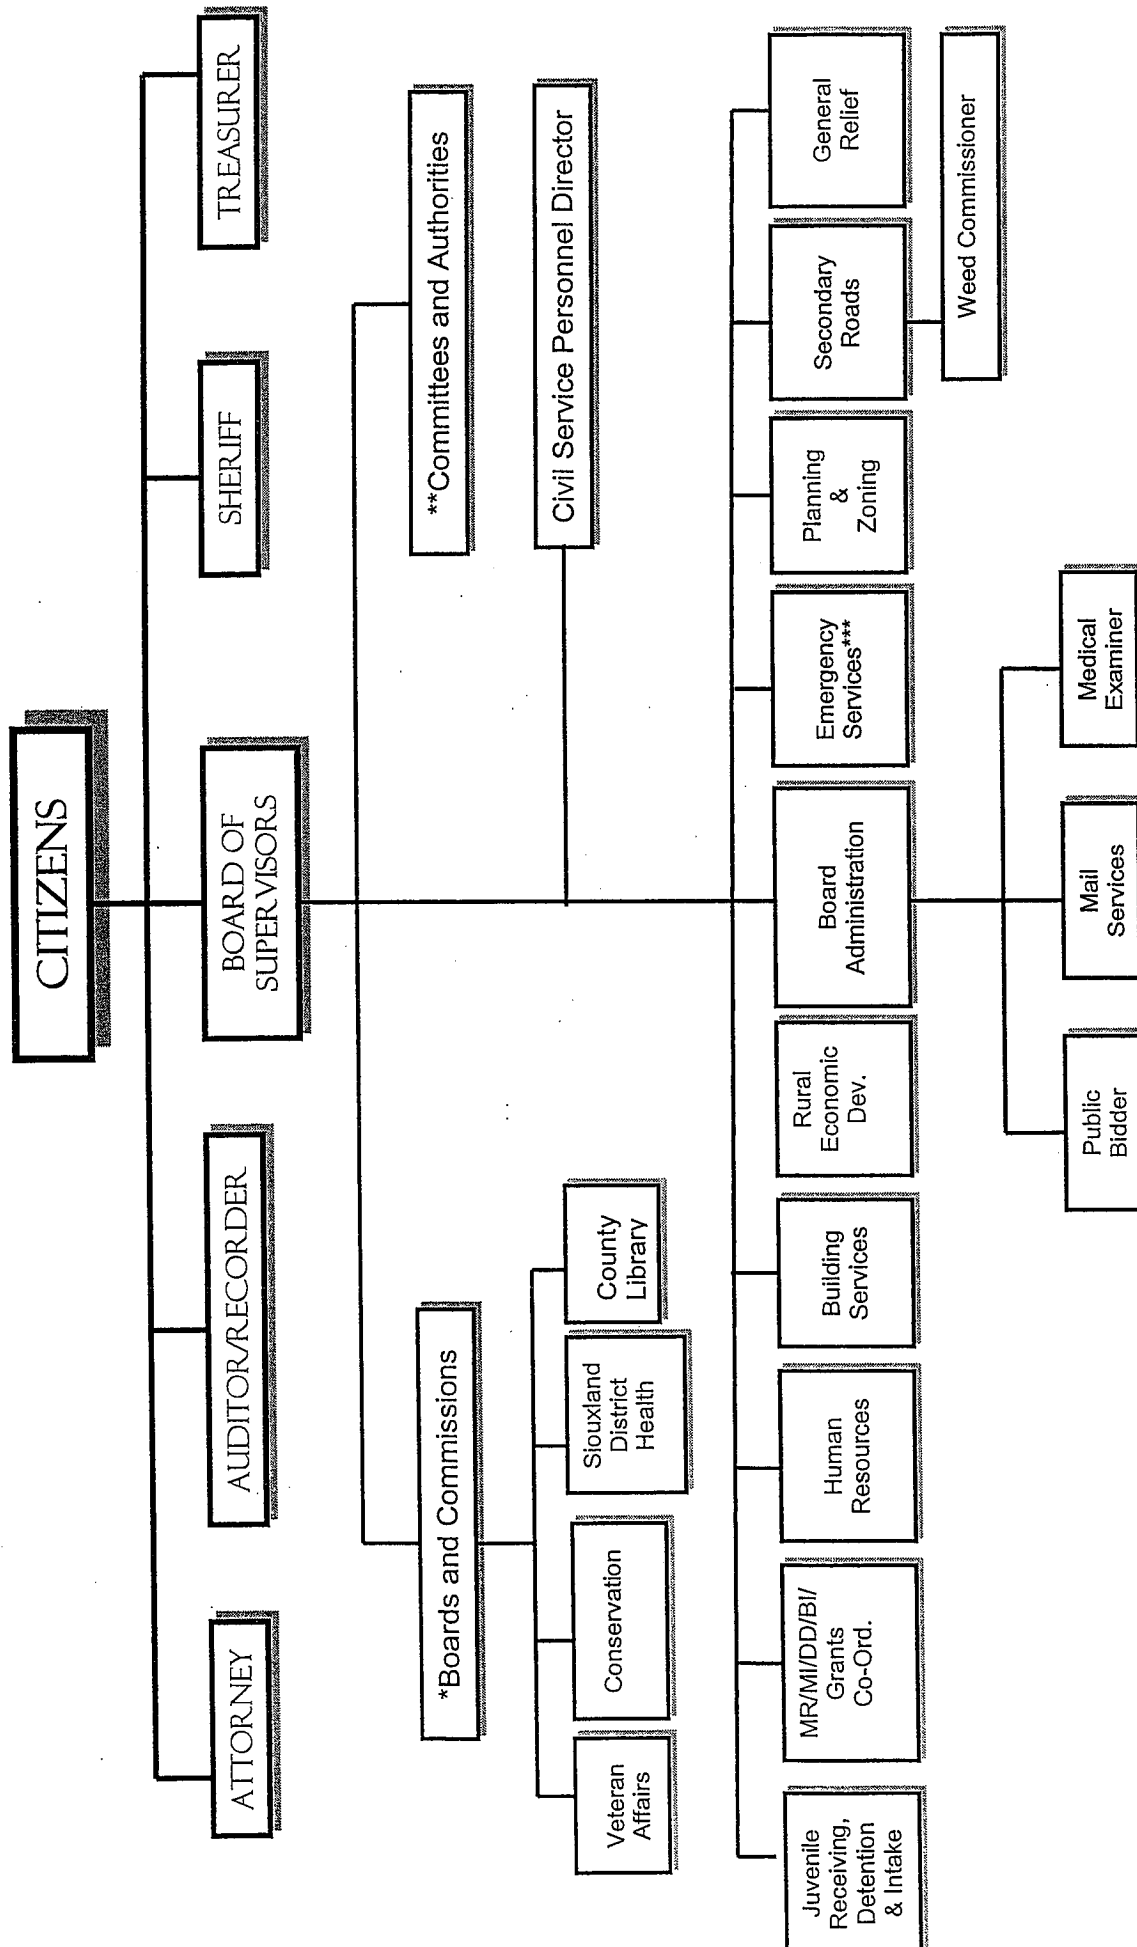 CITIZENS
ATTORNEY
AUDITOR/RECORDER
BOARD OF
SUPERVISORS
SHERIFF
TREASURER
*Boards and Commissions
**Committees and Authorities
Veteran
Affairs
Conservation
Siouxland
District
Health
County
Library
Civil Service Personnel Director
Juvenile
Receiving,
Detention
& Intake
MR/MI/DD/BI/
Grants
Co-Ord.
Human
Resources
Building
Services
Rural
Economic
Dev.
Board
Administration
Emergency
Services***
Planning
&
Zoning
Secondary
Roads
General
Relief
Weed Commissioner
Public
Bidder
Mail
Services
Medical
Examiner